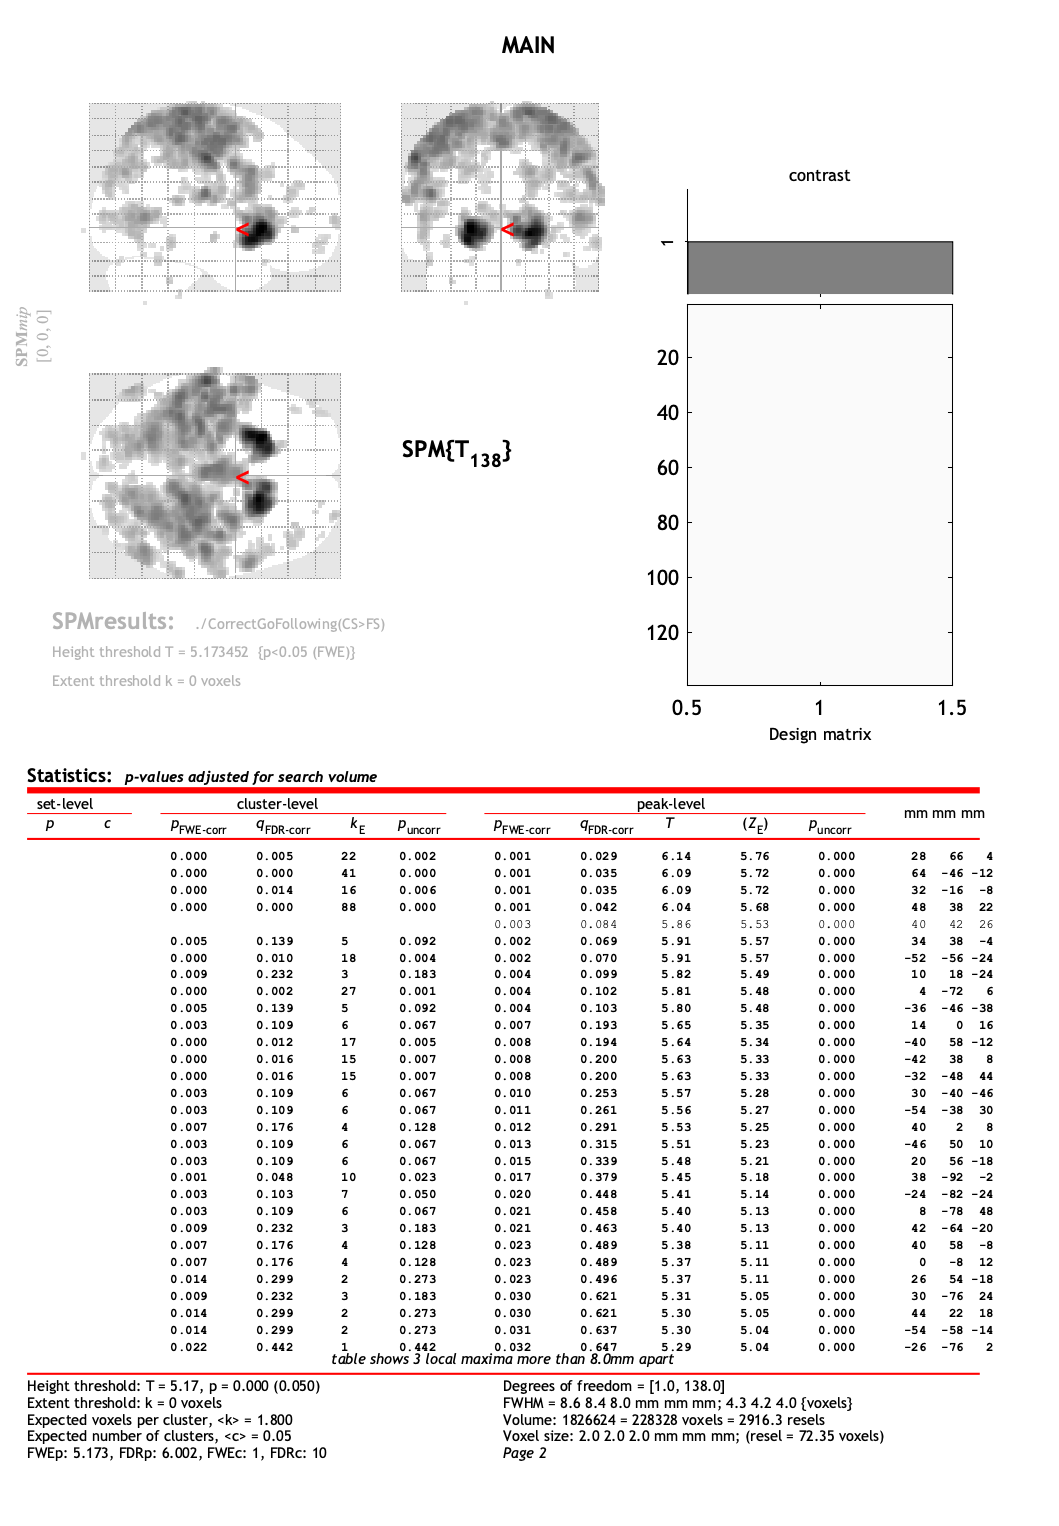 MAIN
contrast
1
SPMmip
[0, 0, 0]
<
<
<
SPM{T138}
20
40
60
80
100
120
0.5 1 1.5
Design matrix
SPMresults: ./CorrectGoFollowing(CS>FS)
Height threshold T = 5.173452 {p<0.05 (FWE)}
Extent threshold k = 0 voxels
Statistics: p-values adjusted for search volume
set-level cluster-level peak-level mm mm mm
p c pFWE-corr qFDR-corr kE puncorr pFWE-corr qFDR-corr T (ZE) puncorr
0.000 0.005 22 0.002 0.001 0.029 6.14 5.76 0.000 28 66 4
0.000 0.000 41 0.000 0.001 0.035 6.09 5.72 0.000 64 -46 -12
0.000 0.014 16 0.006 0.001 0.035 6.09 5.72 0.000 32 -16 -8
0.000 0.000 88 0.000 0.001 0.042 6.04 5.68 0.000 48 38 22
0.003 0.084 5.86 5.53 0.000 40 42 26
0.005 0.139 5 0.092 0.002 0.069 5.91 5.57 0.000 34 38 -4
0.000 0.010 18 0.004 0.002 0.070 5.91 5.57 0.000 -52 -56 -24
0.009 0.232 3 0.183 0.004 0.099 5.82 5.49 0.000 10 18 -24
0.000 0.002 27 0.001 0.004 0.102 5.81 5.48 0.000 4 -72 6
0.005 0.139 5 0.092 0.004 0.103 5.80 5.48 0.000 -36 -46 -38
0.003 0.109 6 0.067 0.007 0.193 5.65 5.35 0.000 14 0 16
0.000 0.012 17 0.005 0.008 0.194 5.64 5.34 0.000 -40 58 -12
0.000 0.016 15 0.007 0.008 0.200 5.63 5.33 0.000 -42 38 8
0.000 0.016 15 0.007 0.008 0.200 5.63 5.33 0.000 -32 -48 44
0.003 0.109 6 0.067 0.010 0.253 5.57 5.28 0.000 30 -40 -46
0.003 0.109 6 0.067 0.011 0.261 5.56 5.27 0.000 -54 -38 30
0.007 0.176 4 0.128 0.012 0.291 5.53 5.25 0.000 40 2 8
0.003 0.109 6 0.067 0.013 0.315 5.51 5.23 0.000 -46 50 10
0.003 0.109 6 0.067 0.015 0.339 5.48 5.21 0.000 20 56 -18
0.001 0.048 10 0.023 0.017 0.379 5.45 5.18 0.000 38 -92 -2
0.003 0.103 7 0.050 0.020 0.448 5.41 5.14 0.000 -24 -82 -24
0.003 0.109 6 0.067 0.021 0.458 5.40 5.13 0.000 8 -78 48
0.009 0.232 3 0.183 0.021 0.463 5.40 5.13 0.000 42 -64 -20
0.007 0.176 4 0.128 0.023 0.489 5.38 5.11 0.000 40 58 -8
0.007 0.176 4 0.128 0.023 0.489 5.37 5.11 0.000 0 -8 12
0.014 0.299 2 0.273 0.023 0.496 5.37 5.11 0.000 26 54 -18
0.009 0.232 3 0.183 0.030 0.621 5.31 5.05 0.000 30 -76 24
0.014 0.299 2 0.273 0.030 0.621 5.30 5.05 0.000 44 22 18
0.014 0.299 2 0.273 0.031 0.637 5.30 5.04 0.000 -54 -58 -14
0.022 0.442 1 0.442 0.032 0.647 5.29 5.04 0.000 -26 -76 2
table shows 3 local maxima more than 8.0mm apart
Height threshold: T = 5.17, p = 0.000 (0.050)
Extent threshold: k = 0 voxels
Expected voxels per cluster, <k> = 1.800
Expected number of clusters, <c> = 0.05
FWEp: 5.173, FDRp: 6.002, FWEc: 1, FDRc: 10
Degrees of freedom = [1.0, 138.0]
FWHM = 8.6 8.4 8.0 mm mm mm; 4.3 4.2 4.0 {voxels}
Volume: 1826624 = 228328 voxels = 2916.3 resels
Voxel size: 2.0 2.0 2.0 mm mm mm; (resel = 72.35 voxels)
Page 2